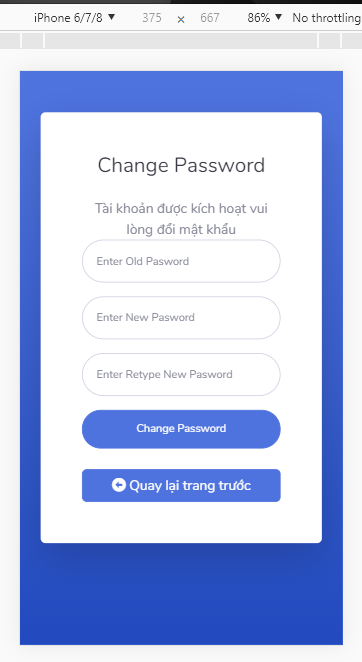 iPhone 6/7/8 ▼ 375 × 667 86% ▼ No throttling
Change Password
Tài khoản được kích hoạt vui
lòng đổi mật khẩu
Enter Old Pasword
Enter New Pasword
Enter Retype New Pasword
Change Password
Quay lại trang trước